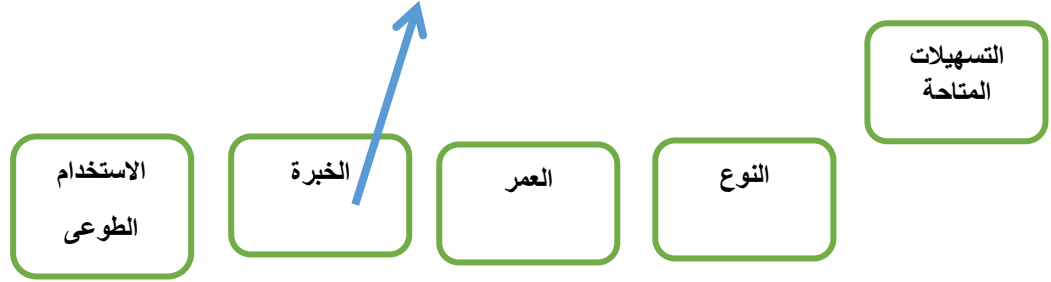 التسهيلات
المتاحة
النوع
العمر
الخبرة
الاستخدام
الطوعى